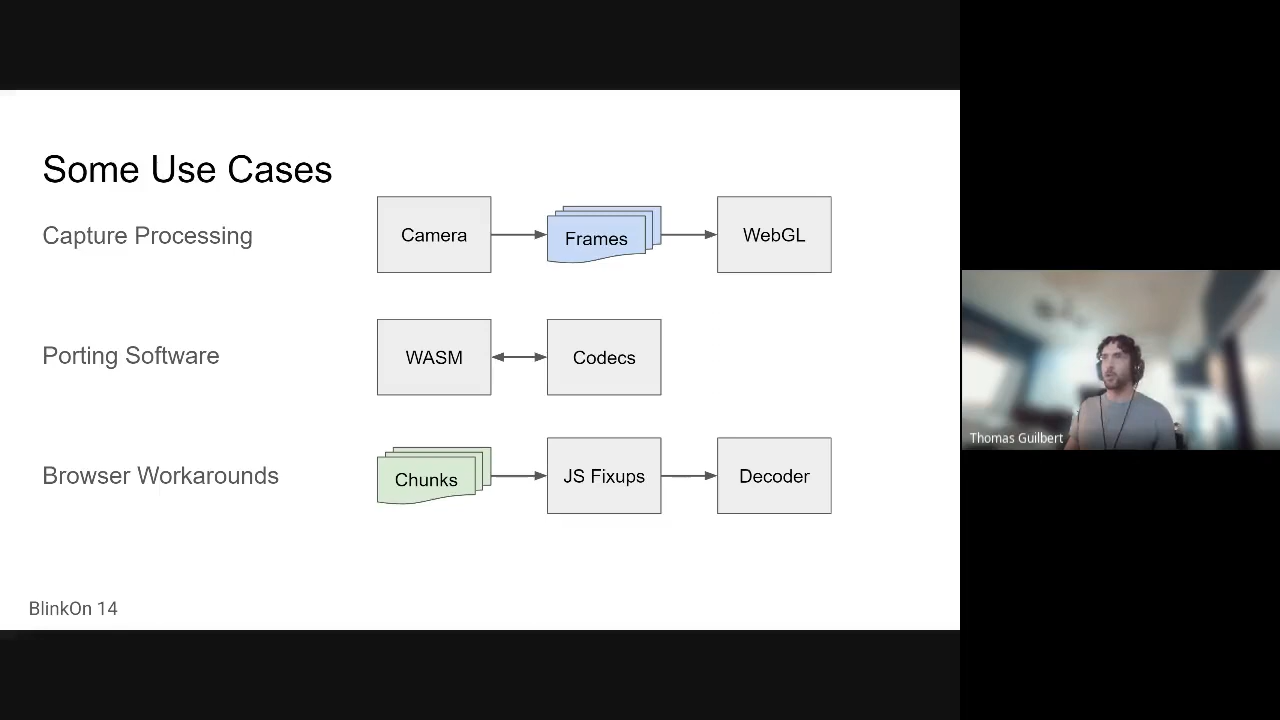 Some Use Cases
Capture Processing
Camera
Frames
WebGL
Porting Software
WASM
Codecs
Browser Workarounds
Chunks
JS Fixups
Decoder
BlinkOn 14
Thomas Guilbert